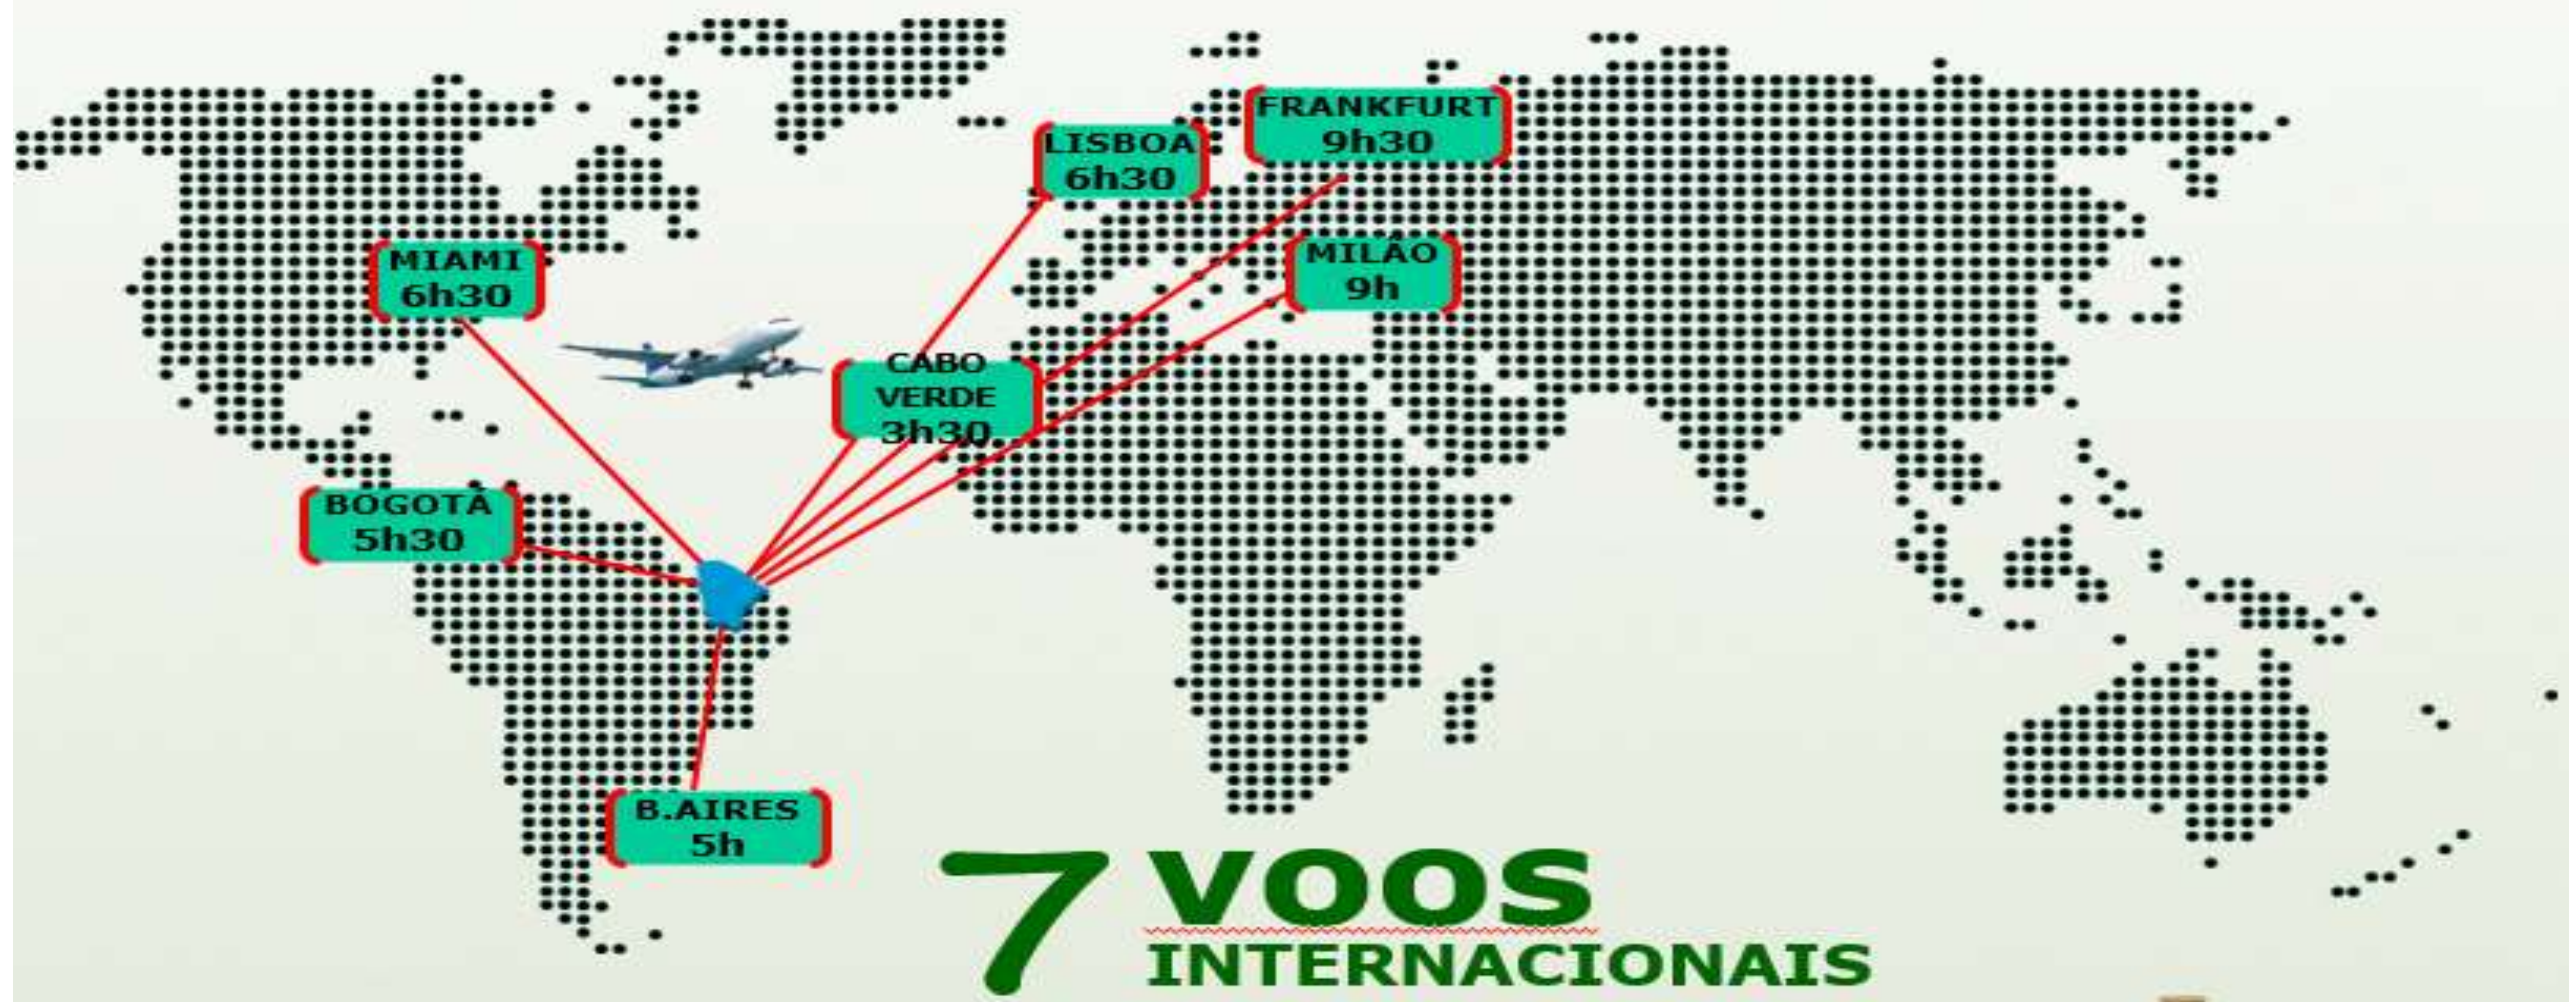 FRANKFURT
9h30
LISBOA
6h30
MILÃO
9h
MIAMI
6h30
CABO
VERDE
3h30
BOGOTÁ
5h30
B.AIRES
5h
7 VOOS
INTERNACIONAIS